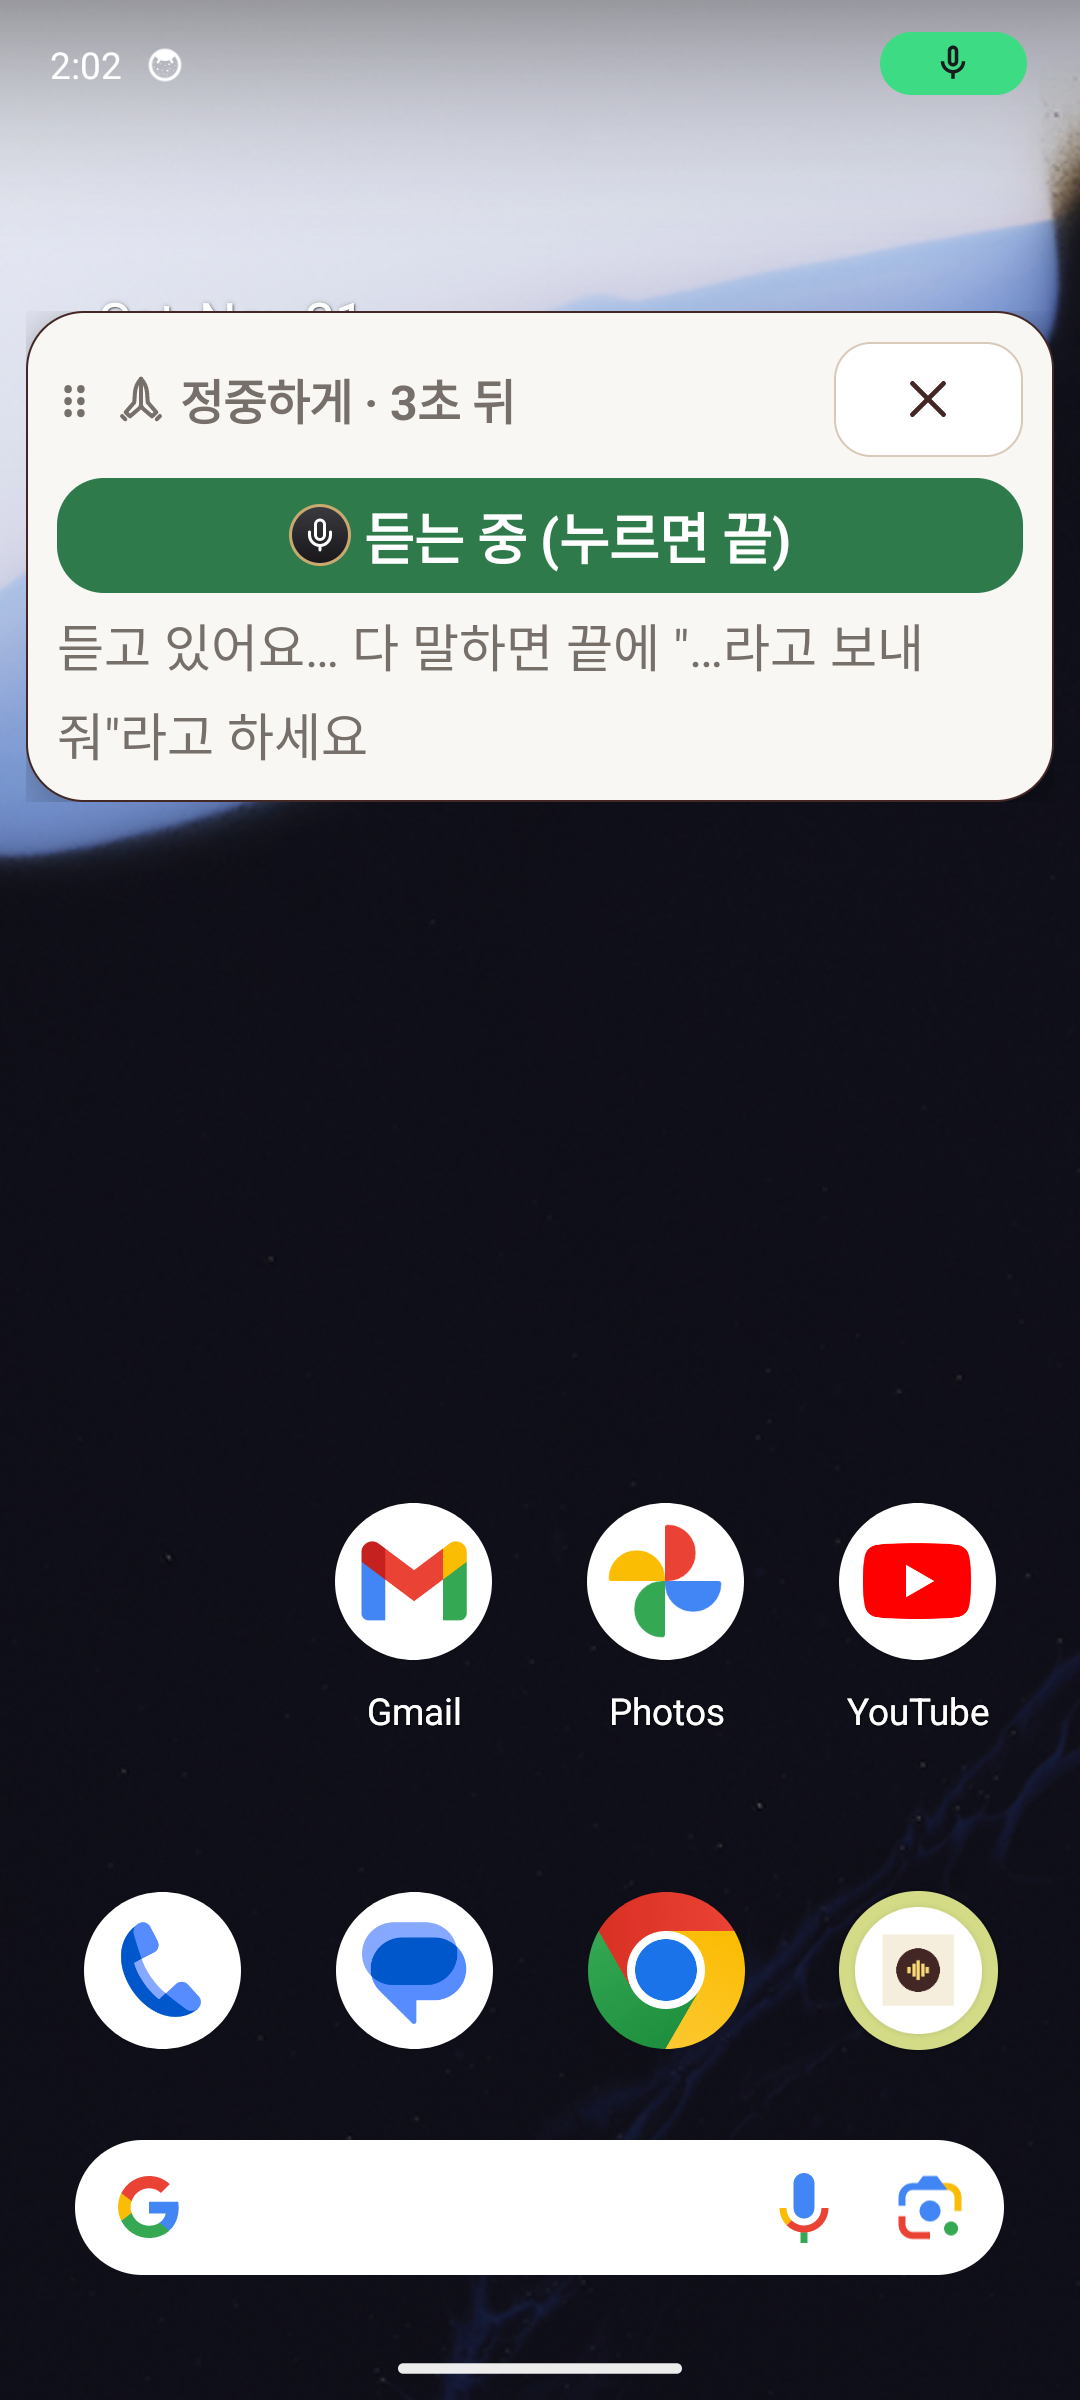 2:02
정중하게 · 3초 뒤
듣는 중 (누르면 끝)
듣고 있어요... 다 말하면 끝에 "...라고 보내
줘"라고 하세요
Gmail
Photos
YouTube